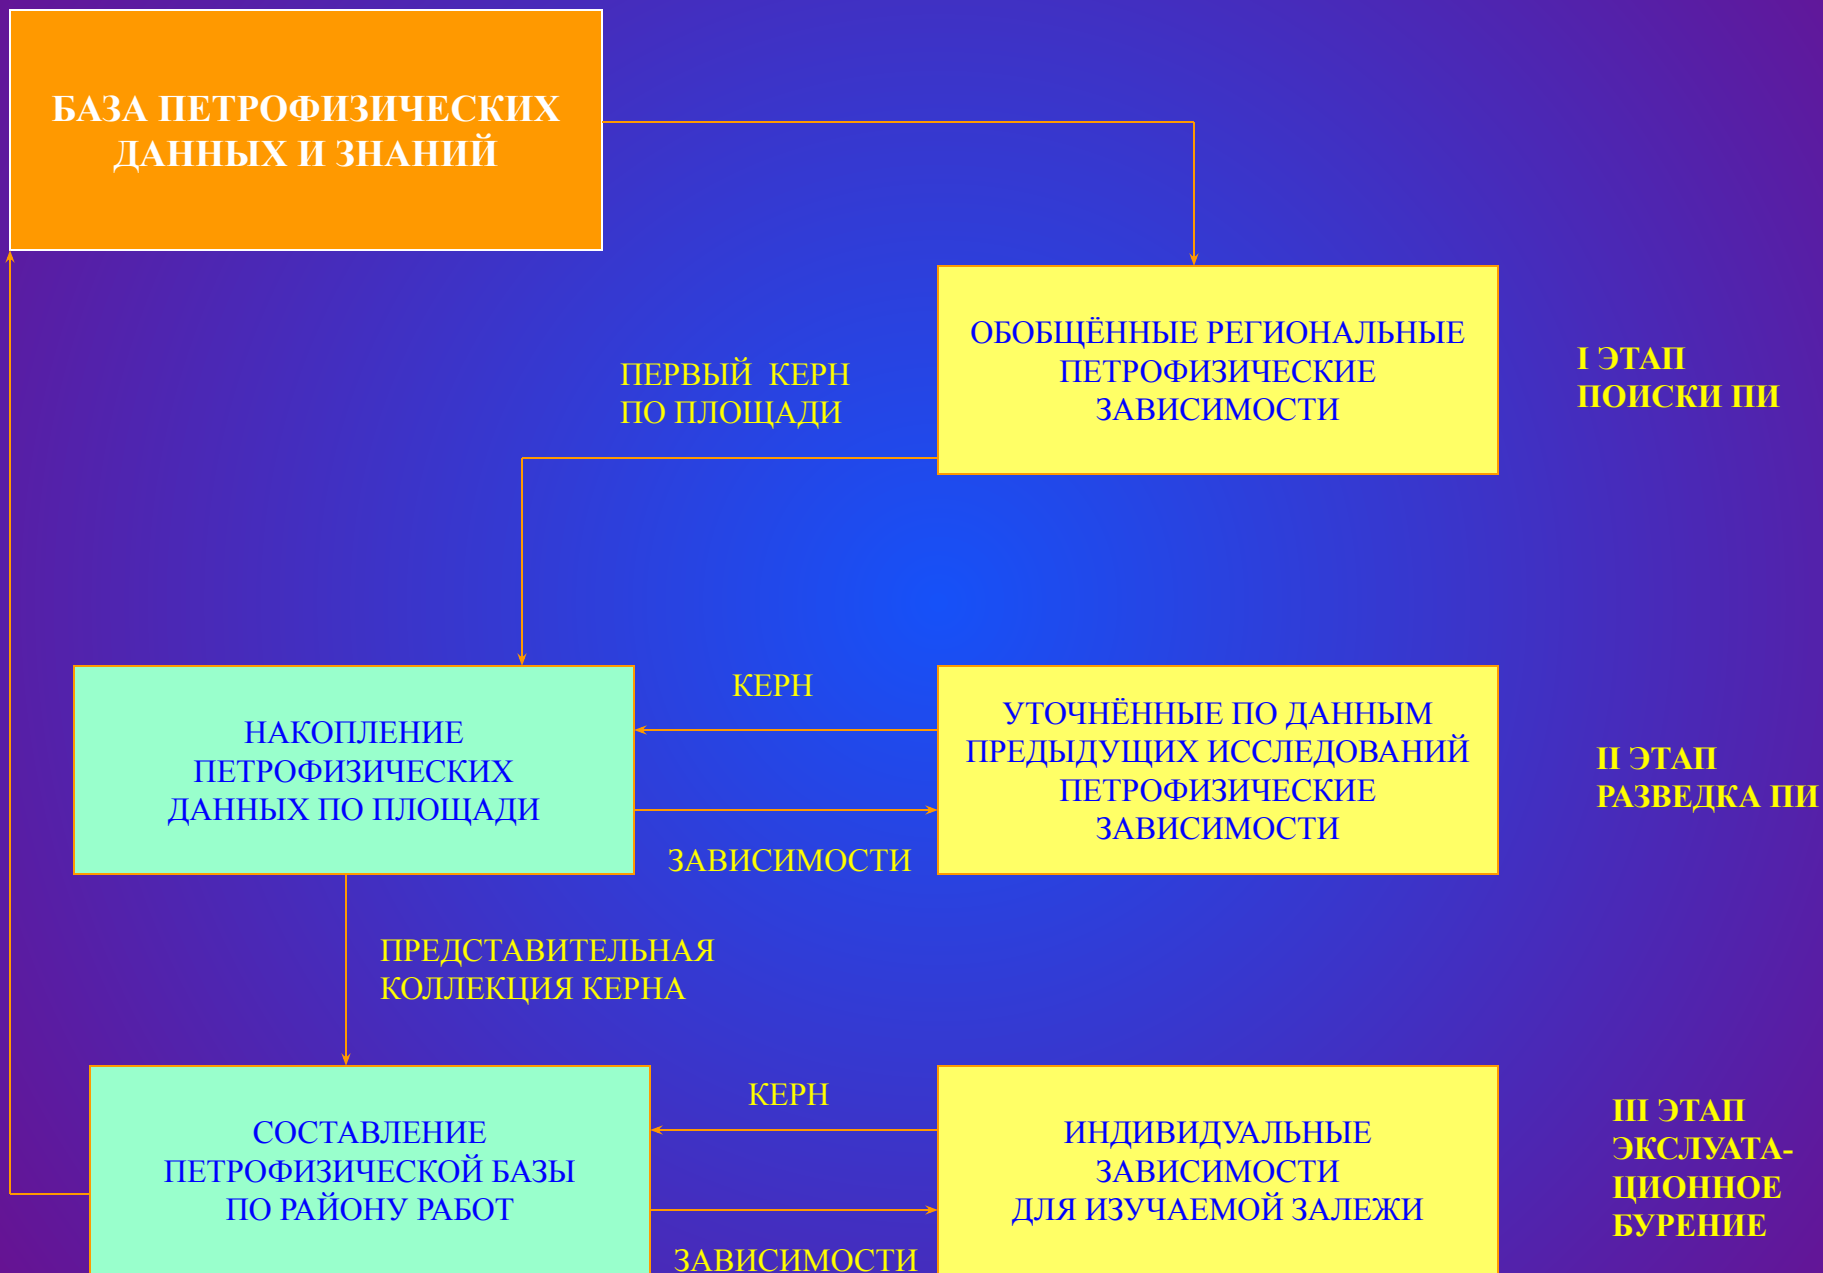 БАЗА ПЕТРОФИЗИЧЕСКИХ
ДАННЫХ И ЗНАНИЙ
ОБОБЩЁННЫЕ РЕГИОНАЛЬНЫЕ
ПЕТРОФИЗИЧЕСКИЕ
ЗАВИСИМОСТИ
I ЭТАП
ПОИСКИ ПИ
ПЕРВЫЙ КЕРН
ПО ПЛОЩАДИ
НАКОПЛЕНИЕ
ПЕТРОФИЗИЧЕСКИХ
ДАННЫХ ПО ПЛОЩАДИ
КЕРН
ЗАВИСИМОСТИ
УТОЧНЁННЫЕ ПО ДАННЫМ
ПРЕДЫДУЩИХ ИССЛЕДОВАНИЙ
ПЕТРОФИЗИЧЕСКИЕ
ЗАВИСИМОСТИ
II ЭТАП
РАЗВЕДКА ПИ
ПРЕДСТАВИТЕЛЬНАЯ
КОЛЛЕКЦИЯ КЕРНА
СОСТАВЛЕНИЕ
ПЕТРОФИЗИЧЕСКОЙ БАЗЫ
ПО РАЙОНУ РАБОТ
КЕРН
ЗАВИСИМОСТИ
ИНДИВИДУАЛЬНЫЕ
ЗАВИСИМОСТИ
ДЛЯ ИЗУЧАЕМОЙ ЗАЛЕЖИ
III ЭТАП
ЭКСЛУАТА-
ЦИОННОЕ
БУРЕНИЕ